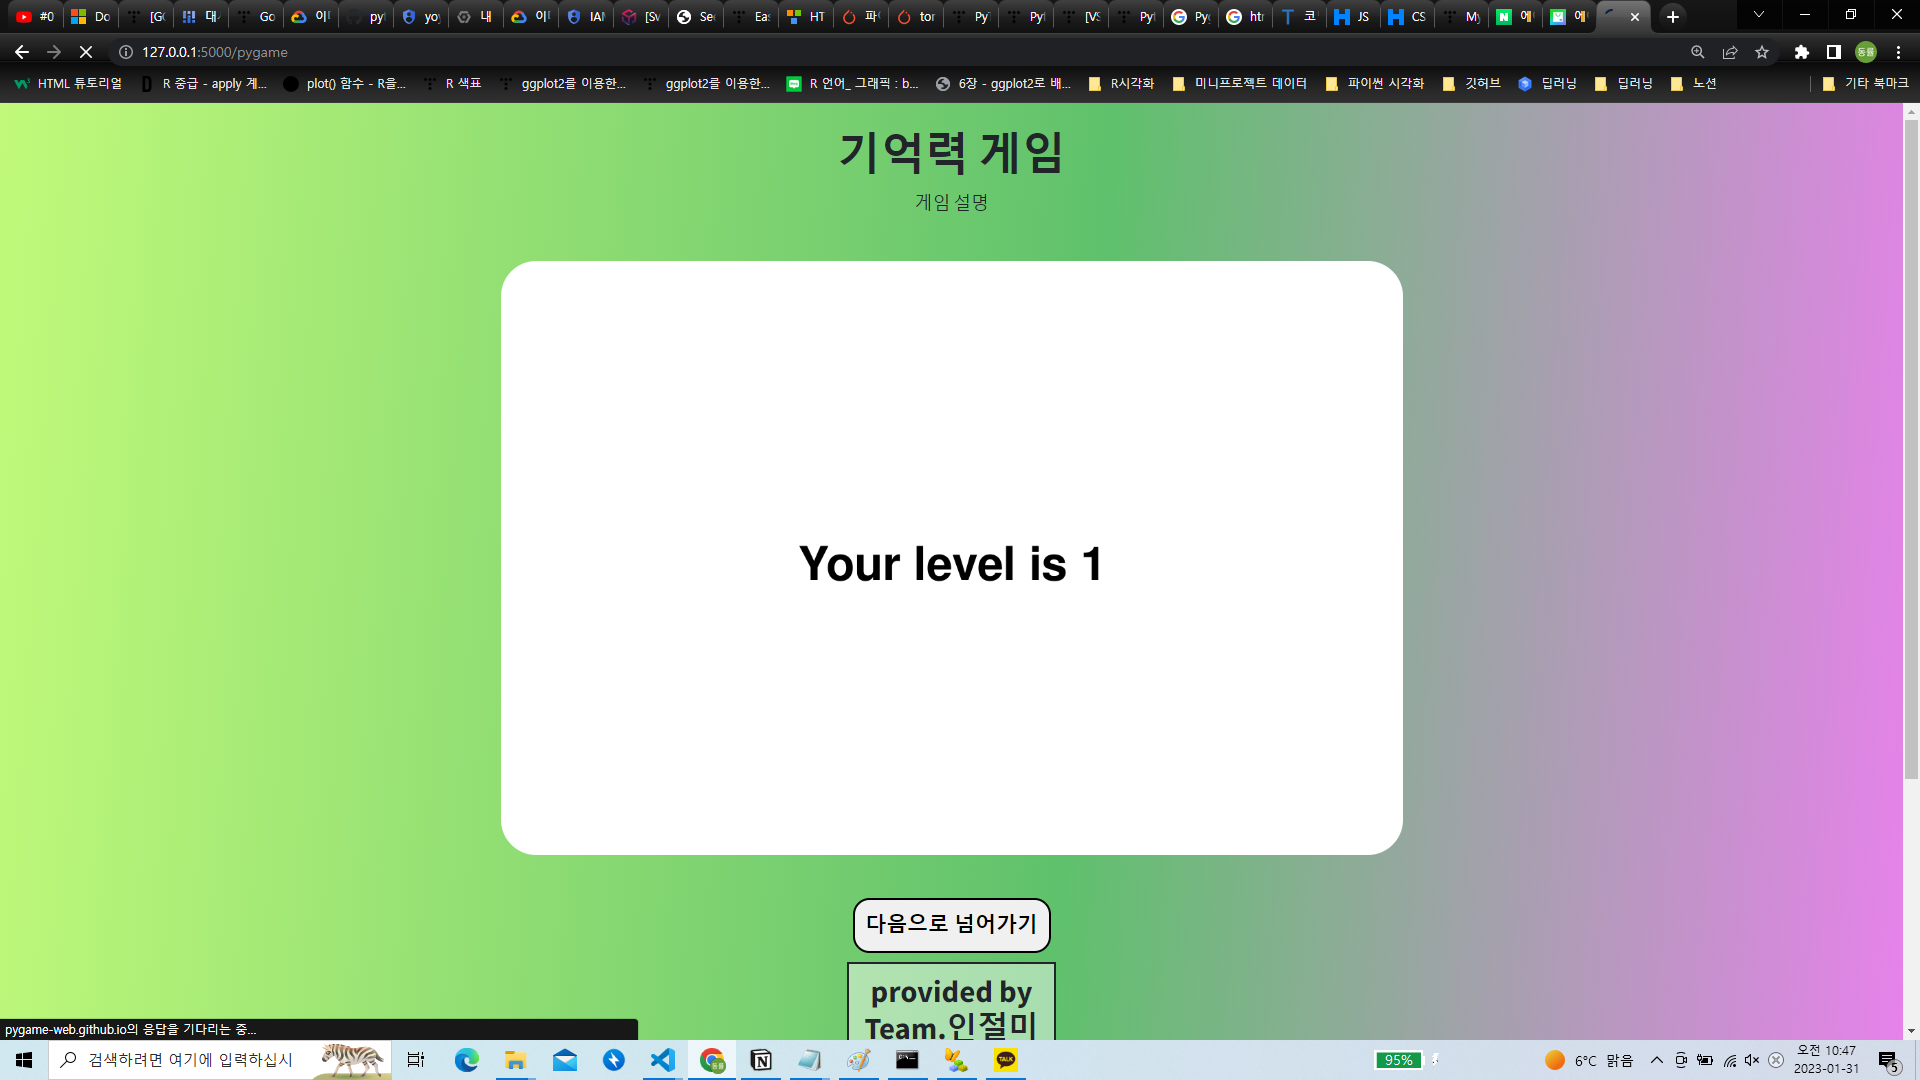 #0
Do
[G
대
Go
이
py
yo
내
이
IAM
[Sv
Se
Ea
HT
파
tor
Py
Py
[VS
Py
Pyg
htr
코
JS
CS
My
에
에
127.0.0.1:5000/pygame
동률
HTML 튜토리얼
R 중급 - apply 계...
plot() 함수 - R을...
R 색표
ggplot2를 이용한...
ggplot2를 이용한...
R 언어_ 그래픽 : b...
6장 - ggplot2로 배...
R시각화
미니프로젝트 데이터
파이썬 시각화
깃허브
딥러닝
딥러닝
노션
기타 북마크
기억력 게임
게임 설명
Your level is 1
다음으로 넘어가기
provided by
Team.인절미
pygame-web.github.io의 응답을 기다리는 중...
검색하려면 여기에 입력하십시
TALK
95%
6°C 맑음
오전 10:47
2023-01-31
5